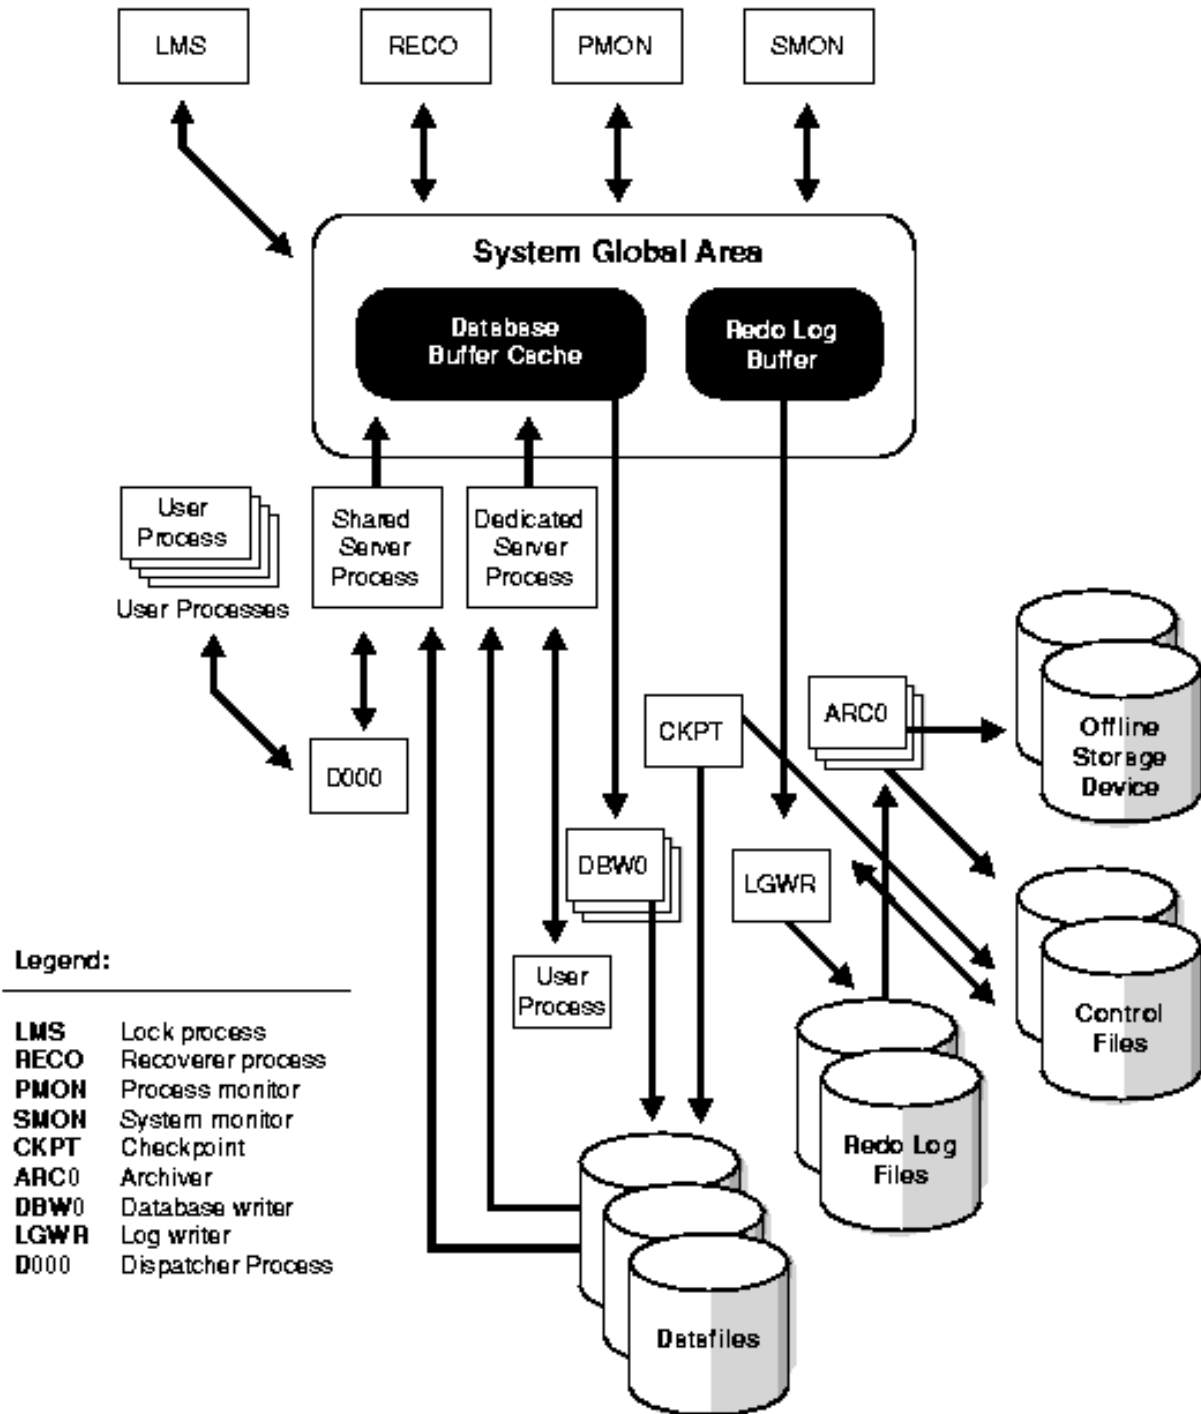 LMS
RECO
PMON
SMON
System Global Area
Database
Buffer Cache
Redo Log
Buffer
User
Process
User Processes
Shared
Server
Process
Dedicated
Server
Process
D000
CKPT
ARC0
Offline
Storage
Device
DBW0
LGWR
User
Process
Control
Files
Redo Log
Files
Datafiles
Legend:
LMS Lock process
RECO Recoverer process
PMON Process monitor
SMON System monitor
CKPT Checkpoint
ARC0 Archiver
DBW0 Database writer
LGWR Log writer
D000 Dispatcher Process